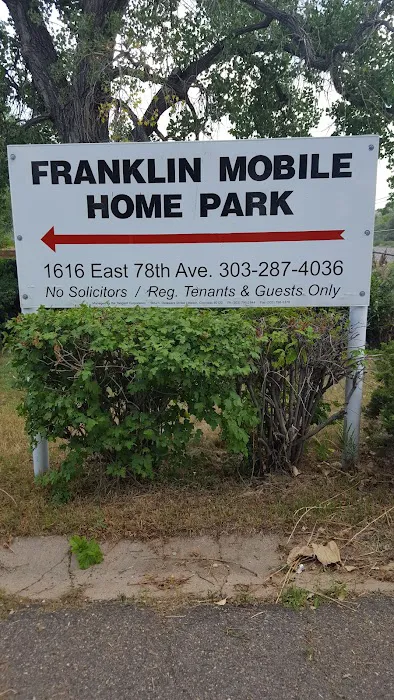 FRANKLIN MOBILE
HOME PARK
1616 East 78th Ave. 303-287-4036
No Solicitors / Reg. Tenants & Guests Only